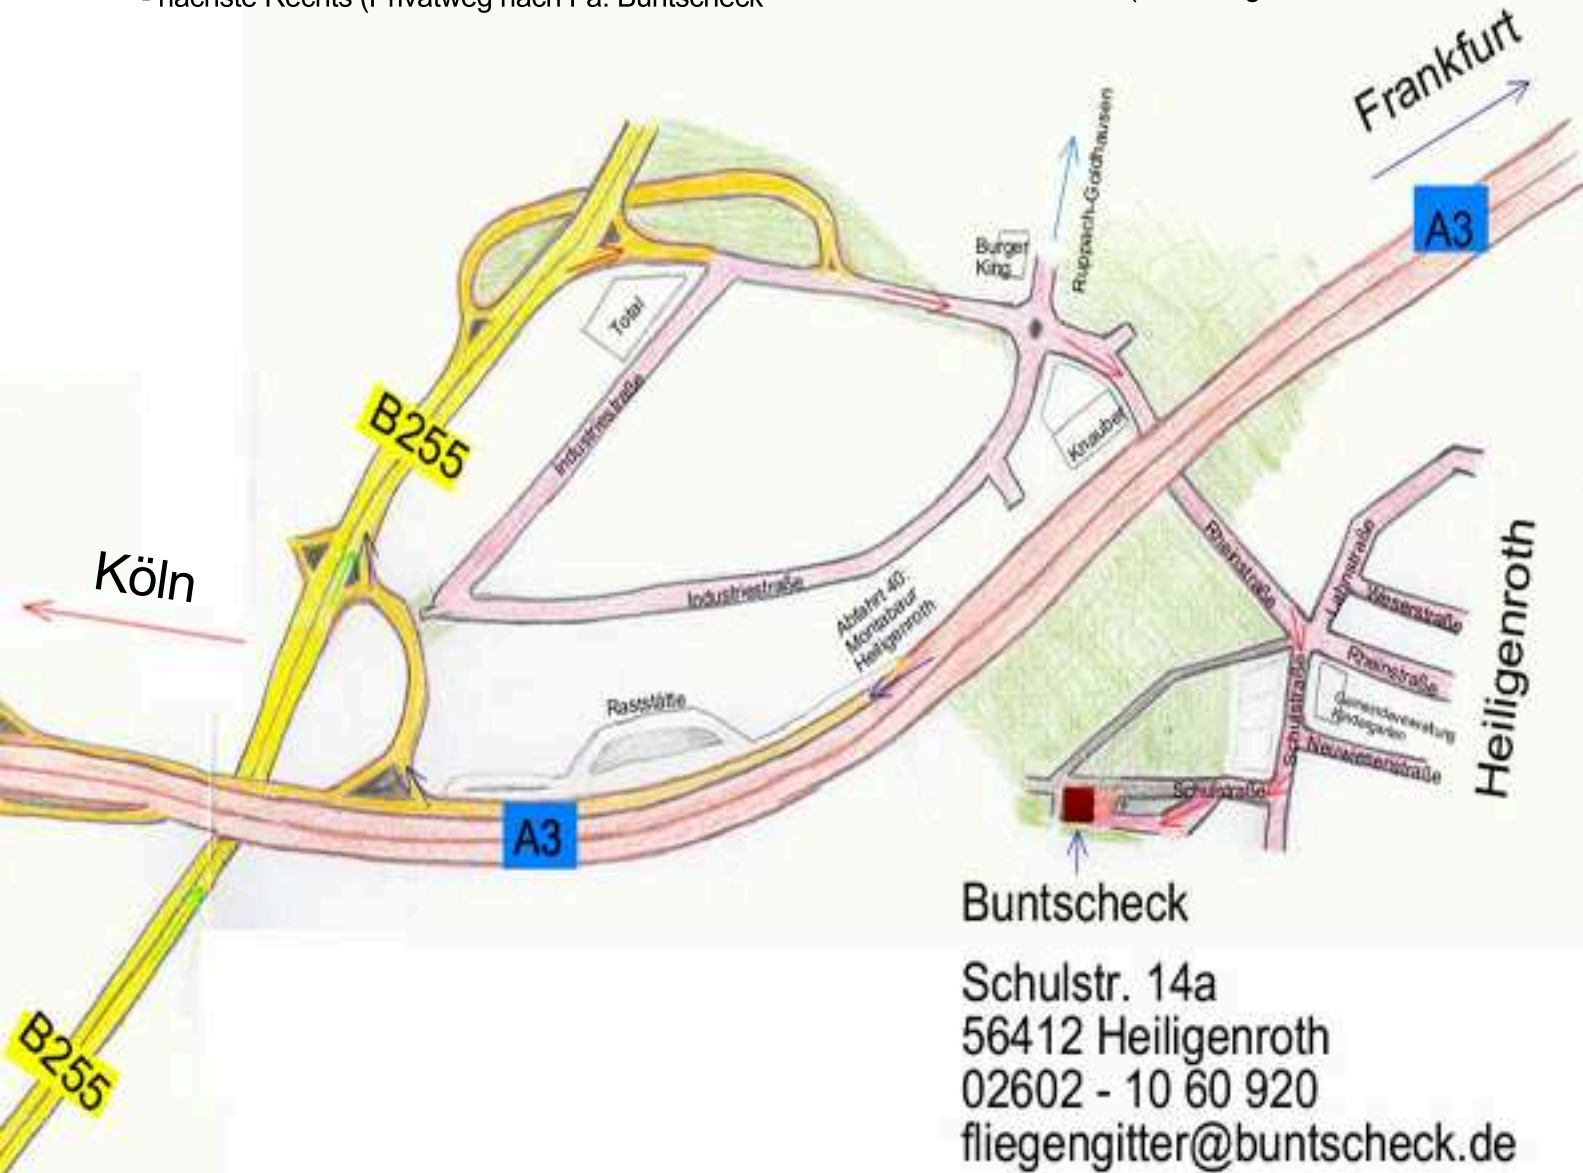 - nächste Rechts (Privatweg nach Fa. Buntscheck
Frankfurt
Ruppach-Goldhausen
A3
Burger
King
Total
B255
Knauber
Industriestraße
Köln
Rheinstraße
Lahnstraße
Heiligenroth
Industriestraße
Abfahrt 40:
Montabaur
Heiligenroth
Weserstraße
Rheinstraße
Raststätte
Schulstraße
Neuwiesenstraße
Schulstraße
A3
B255
Buntscheck
Schulstr. 14a
56412 Heiligenroth
02602 - 10 60 920
fliegengitter@buntscheck.de